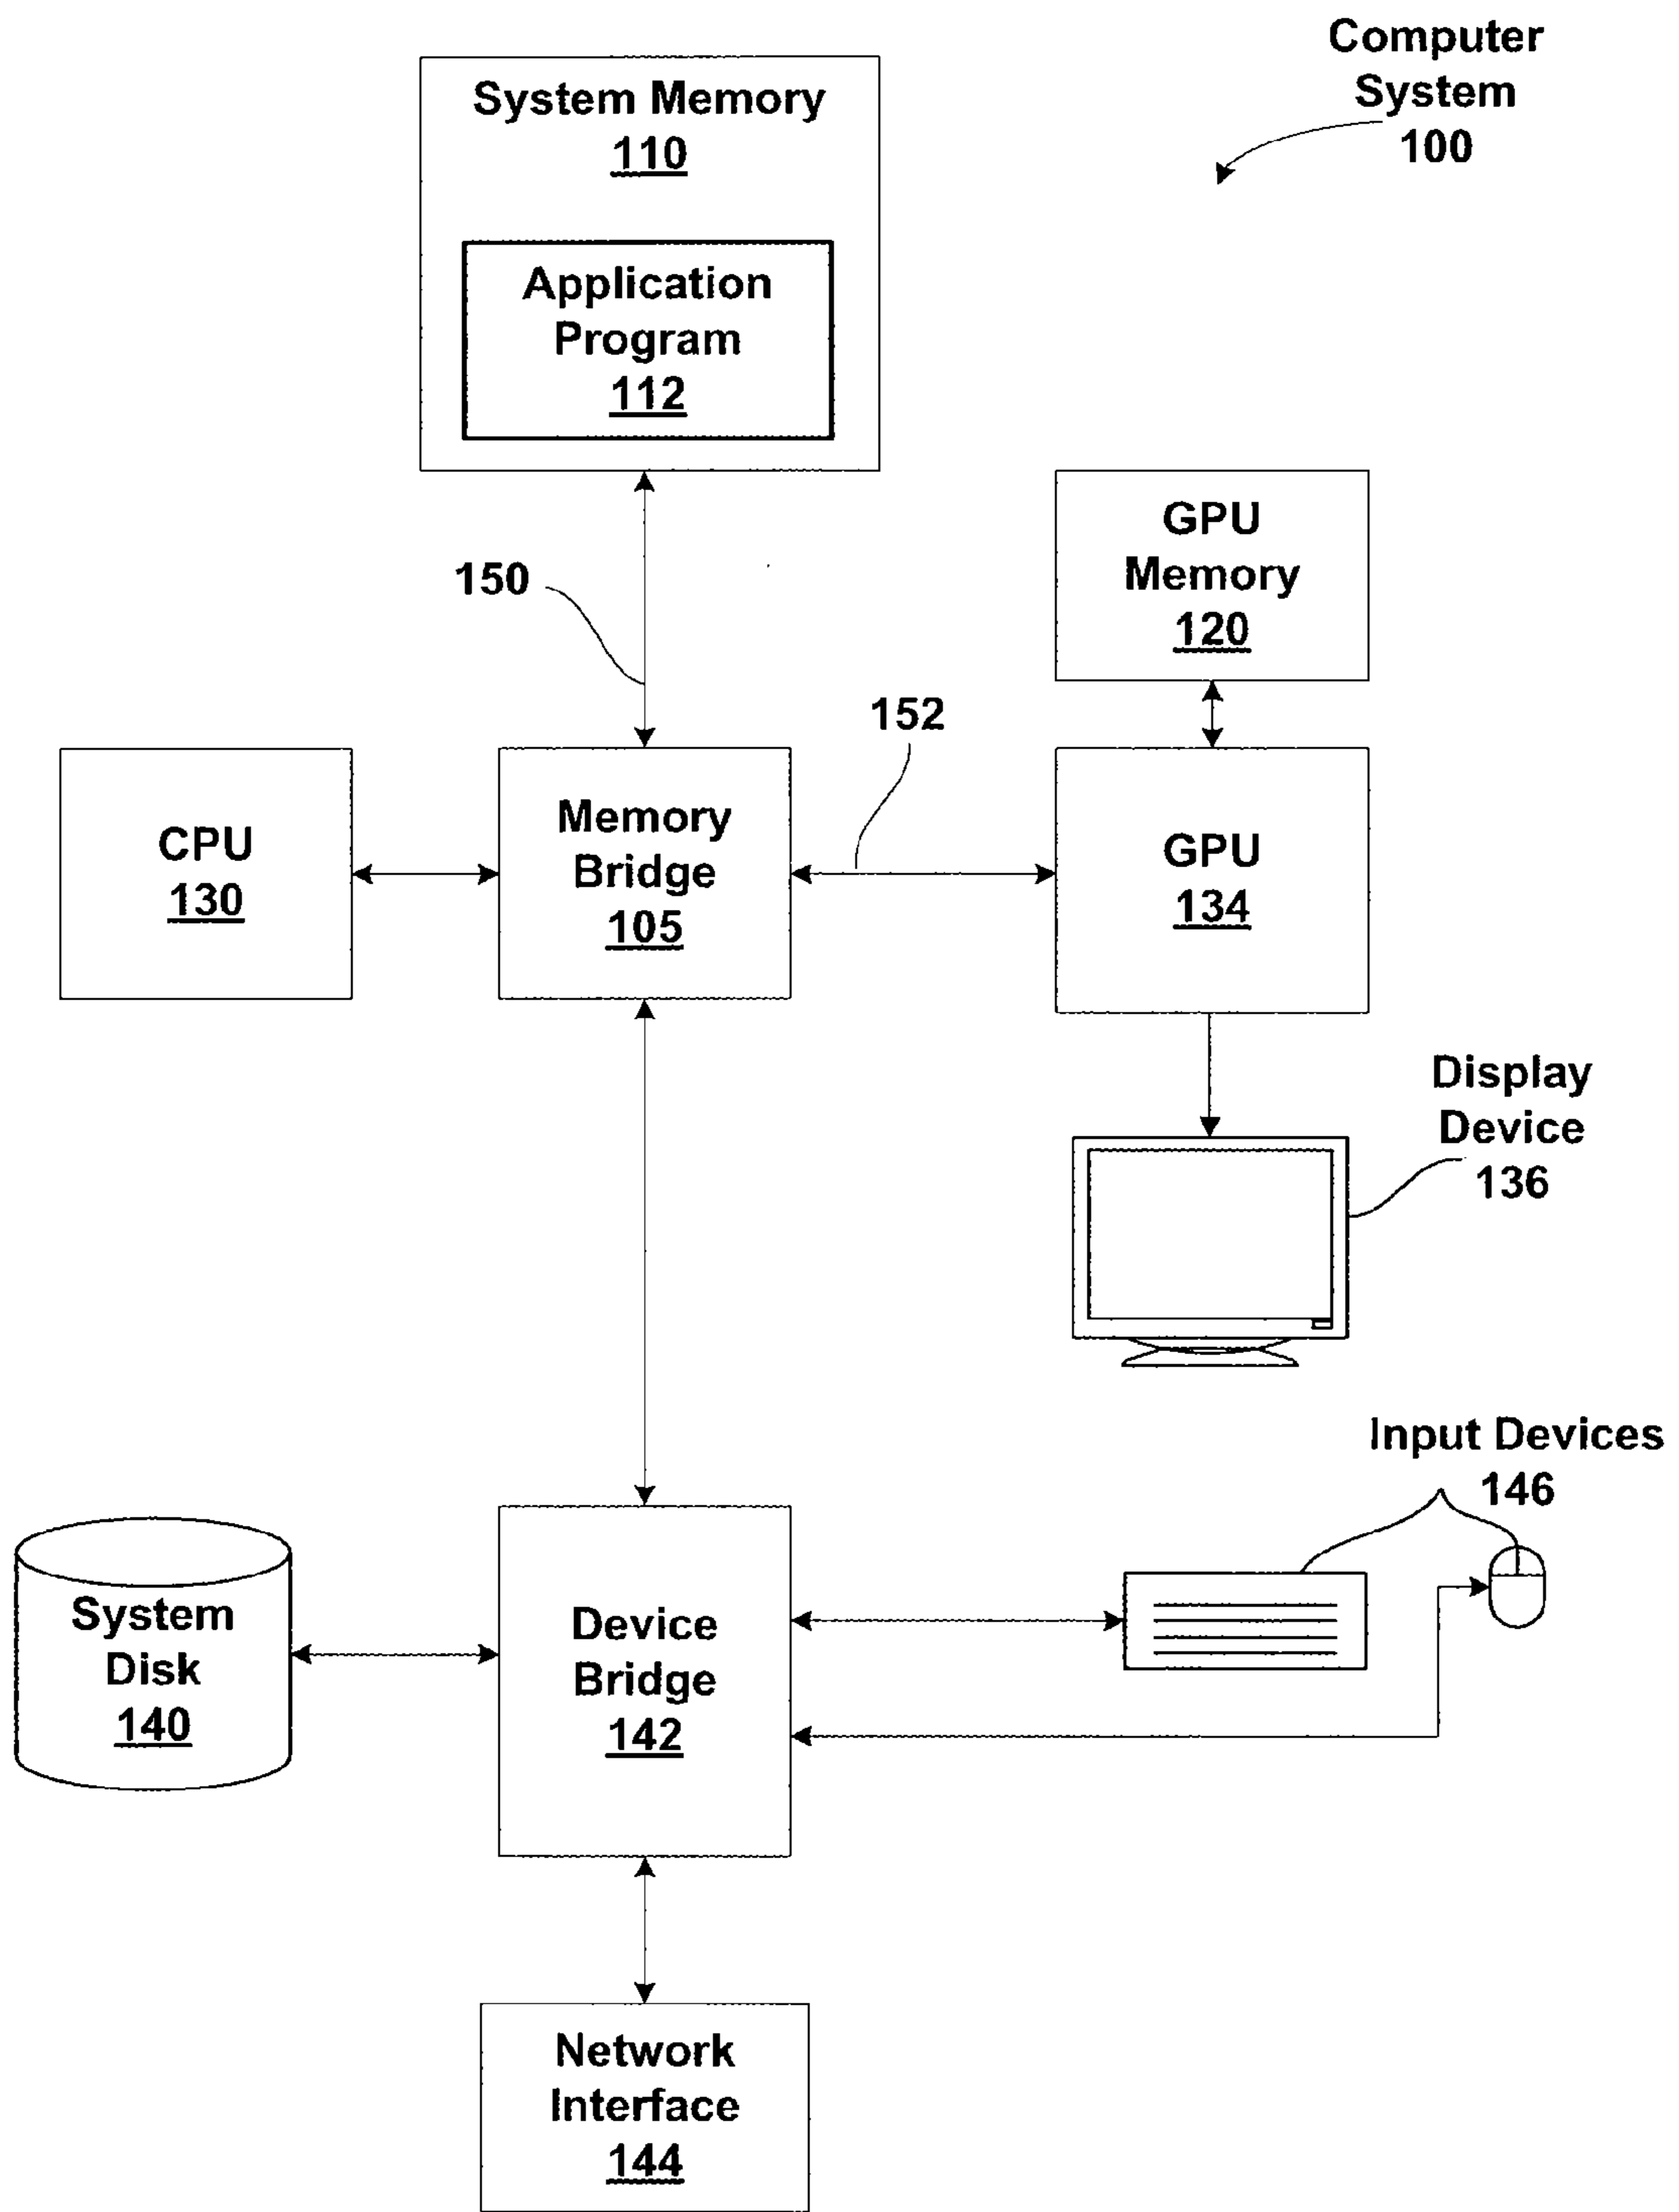 Computer
System
100
System Memory
110
Application
Program
112
GPU
Memory
120
150
152
CPU
130
Memory
Bridge
105
GPU
134
Display
Device
136
Input Devices
146
System
Disk
140
Device
Bridge
142
Network
Interface
144